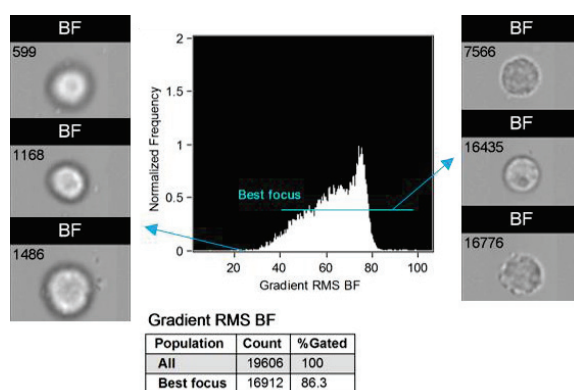 BF
599
BF
1168
BF
1486
2
1.5
1
0.5
0
Normalized Frequency
Best focus
20 40 60 80 100
Gradient RMS BF
BF
7566
BF
16435
BF
16776
Gradient RMS BF
Population Count %Gated
All 19606 100
Best focus 16912 86.3